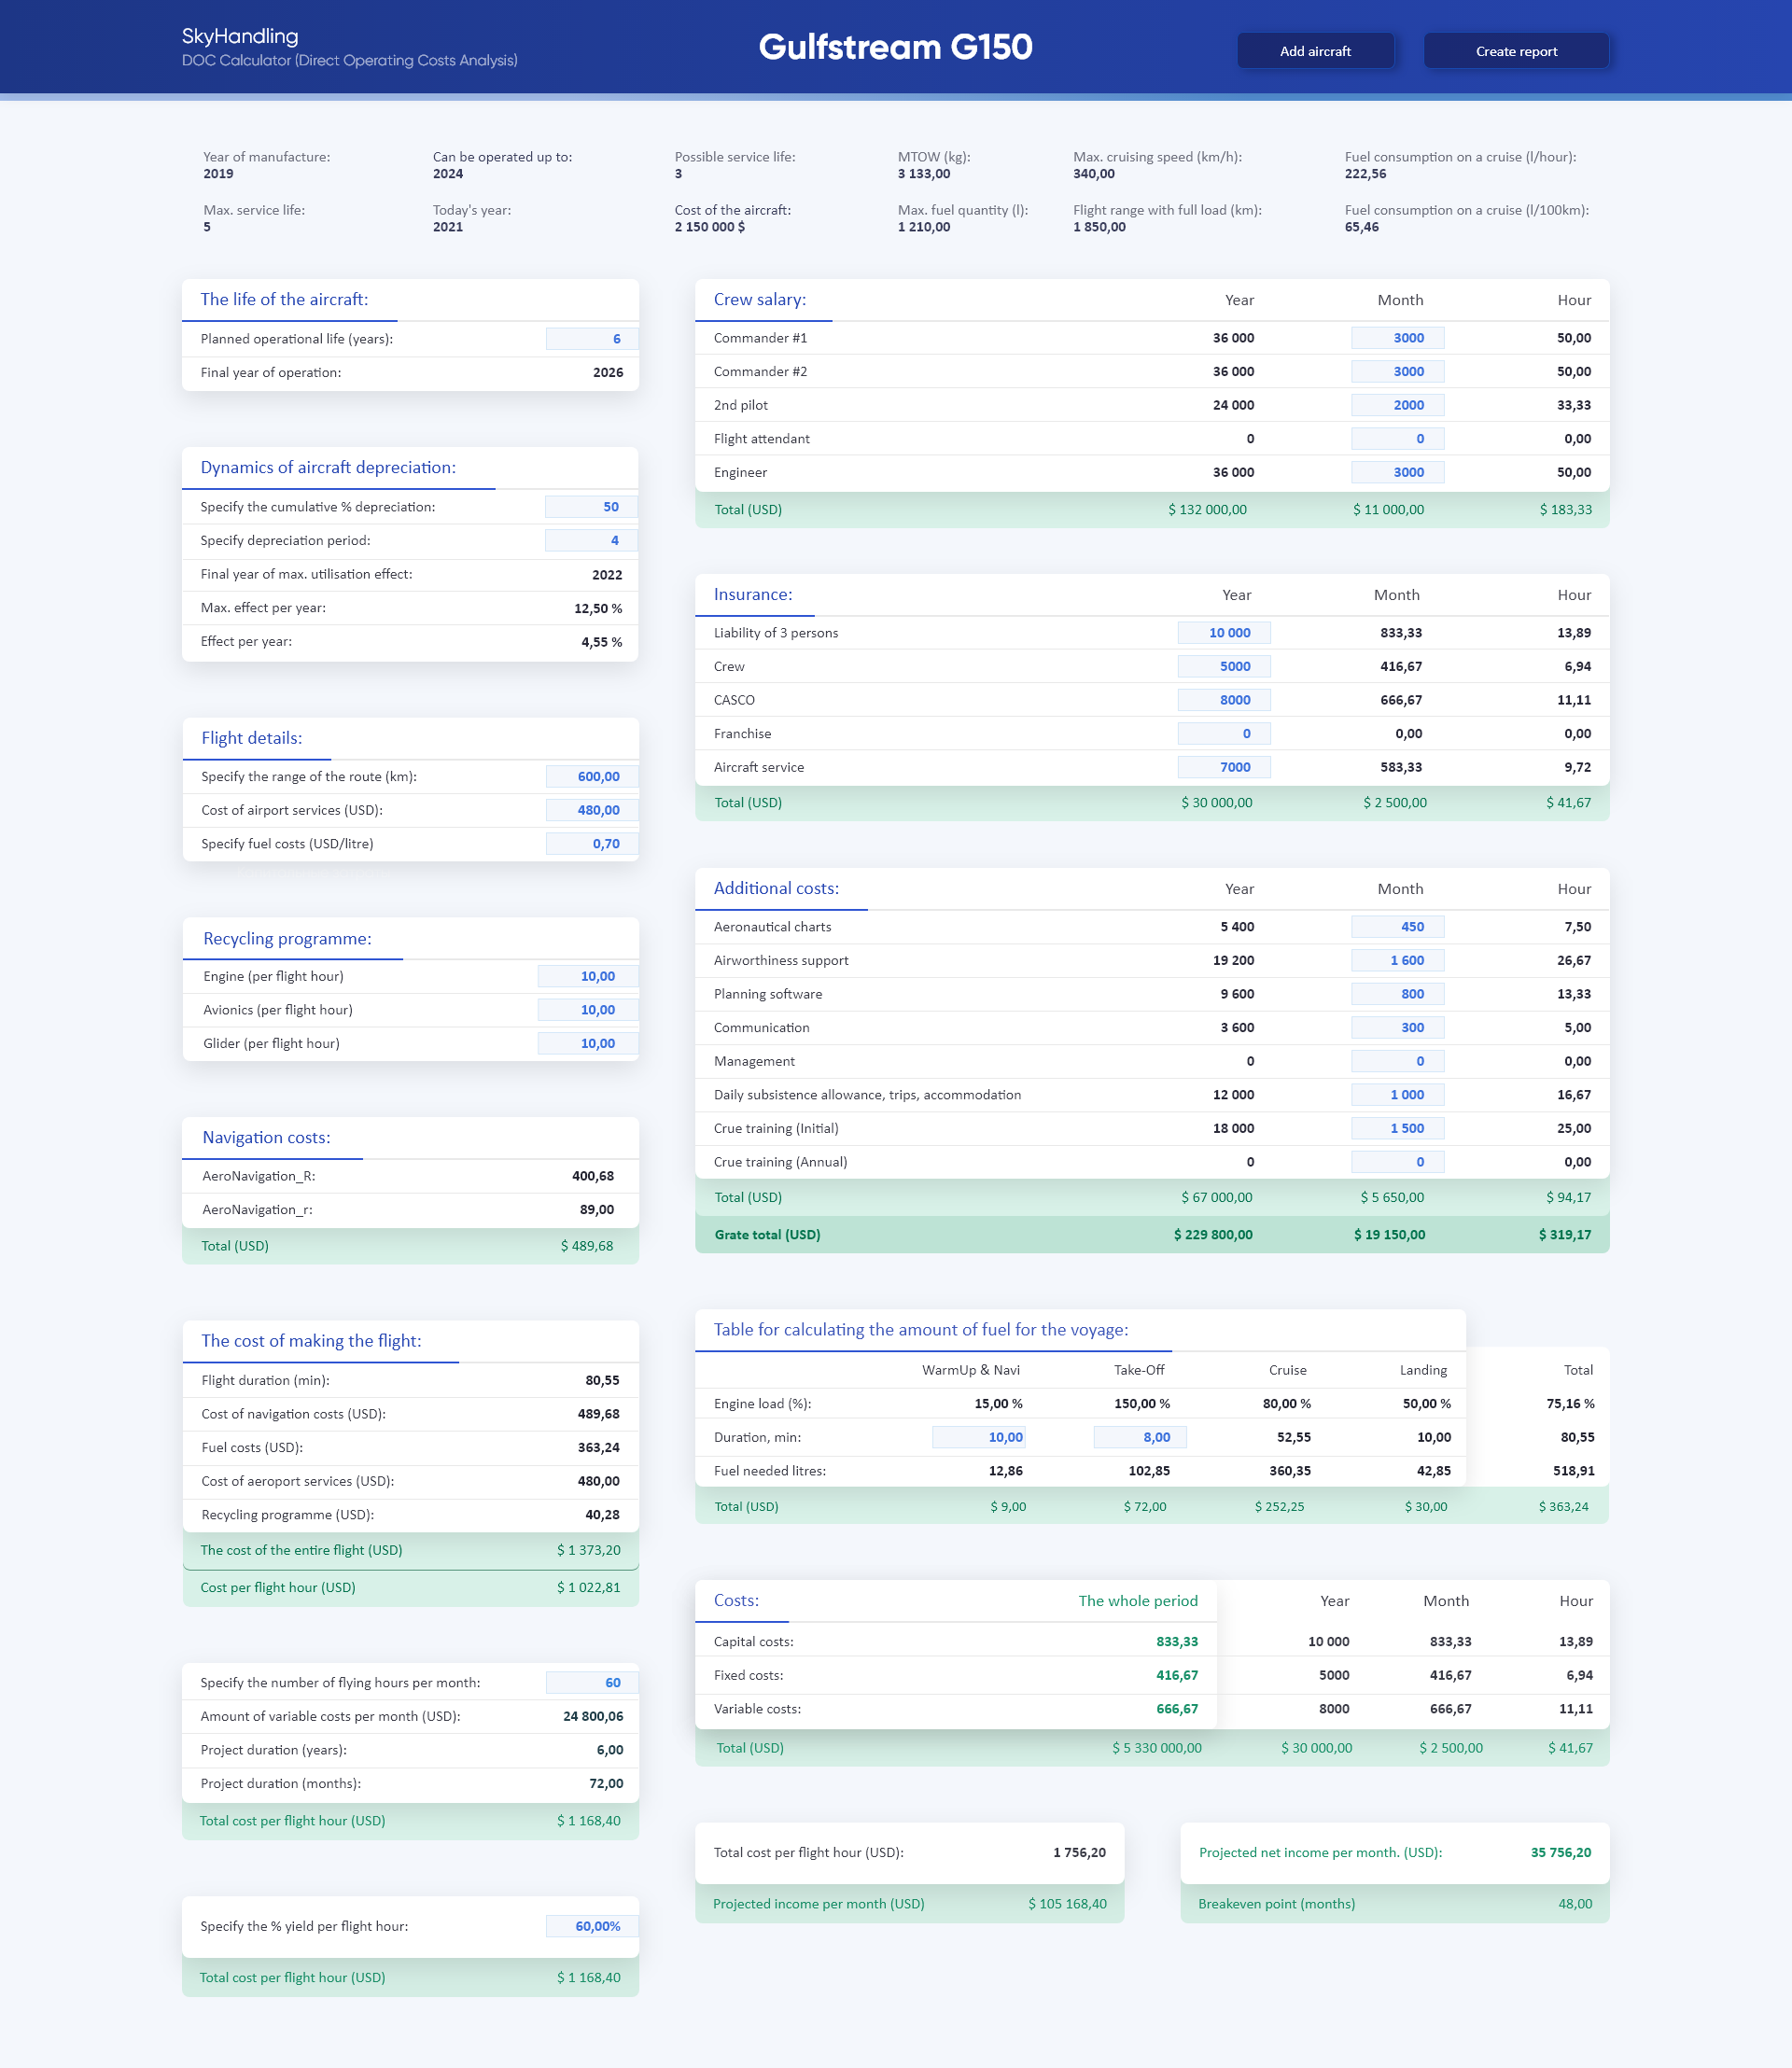 SkyHandling
DOC Calculator (Direct Operating Costs Analysis)
Gulfstream G150
Add aircraft
Create report
Year of manufacture:
2019
Can be operated up to:
2024
Possible service life:
3
MTOW (kg):
3 133,00
Max. cruising speed (km/h):
340,00
Fuel consumption on a cruise (l/hour):
222,56
Max. service life:
5
Today's year:
2021
Cost of the aircraft:
2 150 000 $
Max. fuel quantity (l):
1 210,00
Flight range with full load (km):
1 850,00
Fuel consumption on a cruise (l/100km):
65,46
The life of the aircraft:
Planned operational life (years): 6
Final year of operation: 2026
Dynamics of aircraft depreciation:
Specify the cumulative % depreciation: 50
Specify depreciation period: 4
Final year of max. utilisation effect: 2022
Max. effect per year: 12,50 %
Effect per year: 4,55 %
Flight details:
Specify the range of the route (km): 600,00
Cost of airport services (USD): 480,00
Specify fuel costs (USD/litre) 0,70
Recycling programme:
Engine (per flight hour) 10,00
Avionics (per flight hour) 10,00
Glider (per flight hour) 10,00
Navigation costs:
AeroNavigation_R: 400,68
AeroNavigation_r: 89,00
Total (USD) $ 489,68
The cost of making the flight:
Flight duration (min): 80,55
Cost of navigation costs (USD): 489,68
Fuel costs (USD): 363,24
Cost of aeroport services (USD): 480,00
Recycling programme (USD): 40,28
The cost of the entire flight (USD) $ 1 373,20
Cost per flight hour (USD) $ 1 022,81
Specify the number of flying hours per month: 60
Amount of variable costs per month (USD): 24 800,06
Project duration (years): 6,00
Project duration (months): 72,00
Total cost per flight hour (USD) $ 1 168,40
Specify the % yield per flight hour: 60,00%
Total cost per flight hour (USD) $ 1 168,40
Crew salary: Year Month Hour
Commander #1 36 000 3000 50,00
Commander #2 36 000 3000 50,00
2nd pilot 24 000 2000 33,33
Flight attendant 0 0 0,00
Engineer 36 000 3000 50,00
Total (USD) $ 132 000,00 $ 11 000,00 $ 183,33
Insurance: Year Month Hour
Liability of 3 persons 10 000 833,33 13,89
Crew 5000 416,67 6,94
CASCO 8000 666,67 11,11
Franchise 0 0,00 0,00
Aircraft service 7000 583,33 9,72
Total (USD) $ 30 000,00 $ 2 500,00 $ 41,67
Additional costs: Year Month Hour
Aeronautical charts 5 400 450 7,50
Airworthiness support 19 200 1 600 26,67
Planning software 9 600 800 13,33
Communication 3 600 300 5,00
Management 0 0 0,00
Daily subsistence allowance, trips, accommodation 12 000 1 000 16,67
Crue training (Initial) 18 000 1 500 25,00
Crue training (Annual) 0 0 0,00
Total (USD) $ 67 000,00 $ 5 650,00 $ 94,17
Grate total (USD) $ 229 800,00 $ 19 150,00 $ 319,17
Table for calculating the amount of fuel for the voyage:
WarmUp & Navi Take-Off Cruise Landing Total
Engine load (%): 15,00 % 150,00 % 80,00 % 50,00 % 75,16 %
Duration, min: 10,00 8,00 52,55 10,00 80,55
Fuel needed litres: 12,86 102,85 360,35 42,85 518,91
Total (USD) $ 9,00 $ 72,00 $ 252,25 $ 30,00 $ 363,24
Costs: The whole period Year Month Hour
Capital costs: 833,33 10 000 833,33 13,89
Fixed costs: 416,67 5000 416,67 6,94
Variable costs: 666,67 8000 666,67 11,11
Total (USD) $ 5 330 000,00 $ 30 000,00 $ 2 500,00 $ 41,67
Total cost per flight hour (USD): 1 756,20
Projected income per month (USD) $ 105 168,40
Projected net income per month. (USD): 35 756,20
Breakeven point (months) 48,00